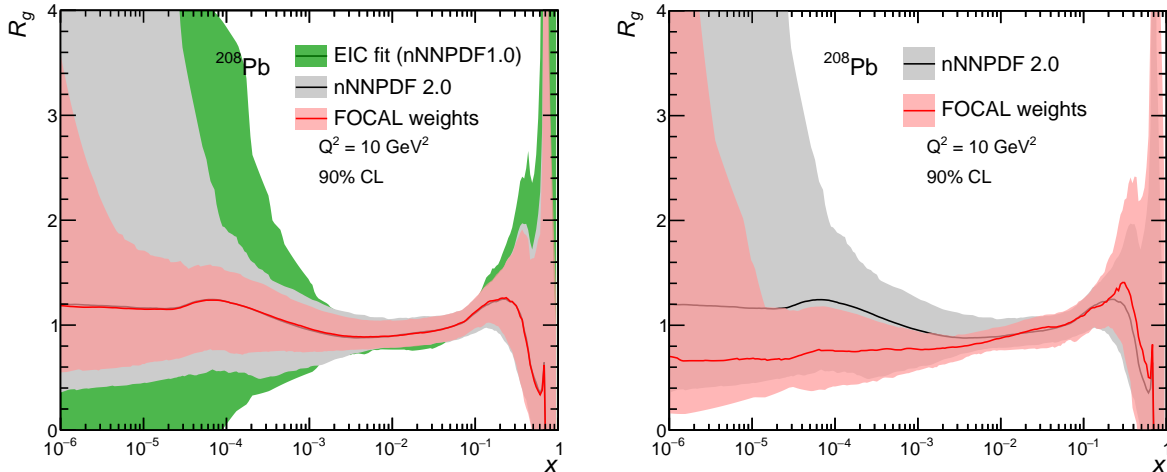 R_g
4
3
2
1
0
²⁰⁸Pb
EIC fit (nNNPDF1.0)
nNNPDF 2.0
FOCAL weights
Q² = 10 GeV²
90% CL
10⁻⁶ 10⁻⁵ 10⁻⁴ 10⁻³ 10⁻² 10⁻¹ 1
x
R_g
4
3
2
1
0
²⁰⁸Pb
nNNPDF 2.0
FOCAL weights
Q² = 10 GeV²
90% CL
10⁻⁶ 10⁻⁵ 10⁻⁴ 10⁻³ 10⁻² 10⁻¹ 1
x